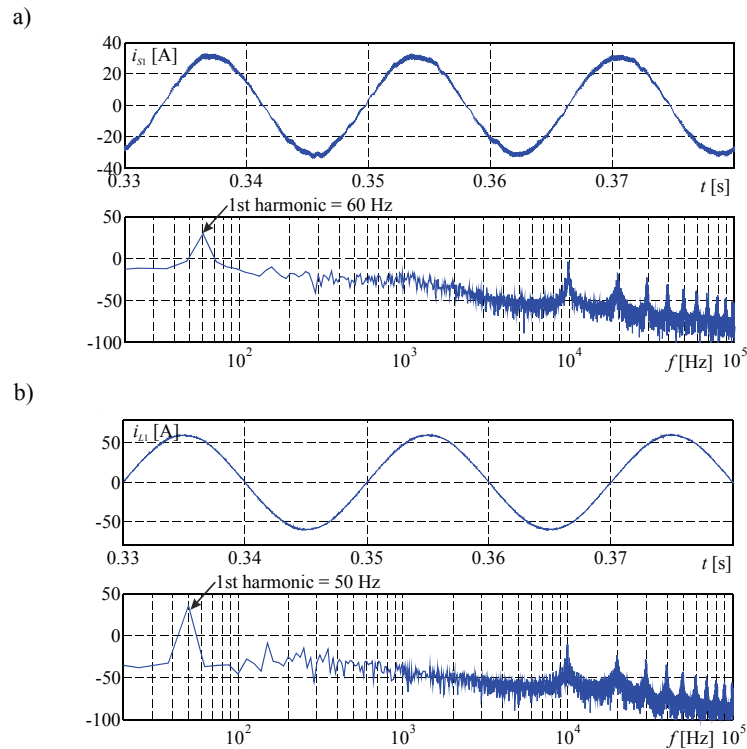 a)
i_S1 [A]
40
20
0
-20
-40
0.33 0.34 0.35 0.36 0.37 t [s]
1st harmonic = 60 Hz
50
0
-50
-100
10^2 10^3 10^4 f [Hz] 10^5
b)
i_L1 [A]
50
0
-50
0.33 0.34 0.35 0.36 0.37 t [s]
1st harmonic = 50 Hz
50
0
-50
-100
10^2 10^3 10^4 f [Hz] 10^5